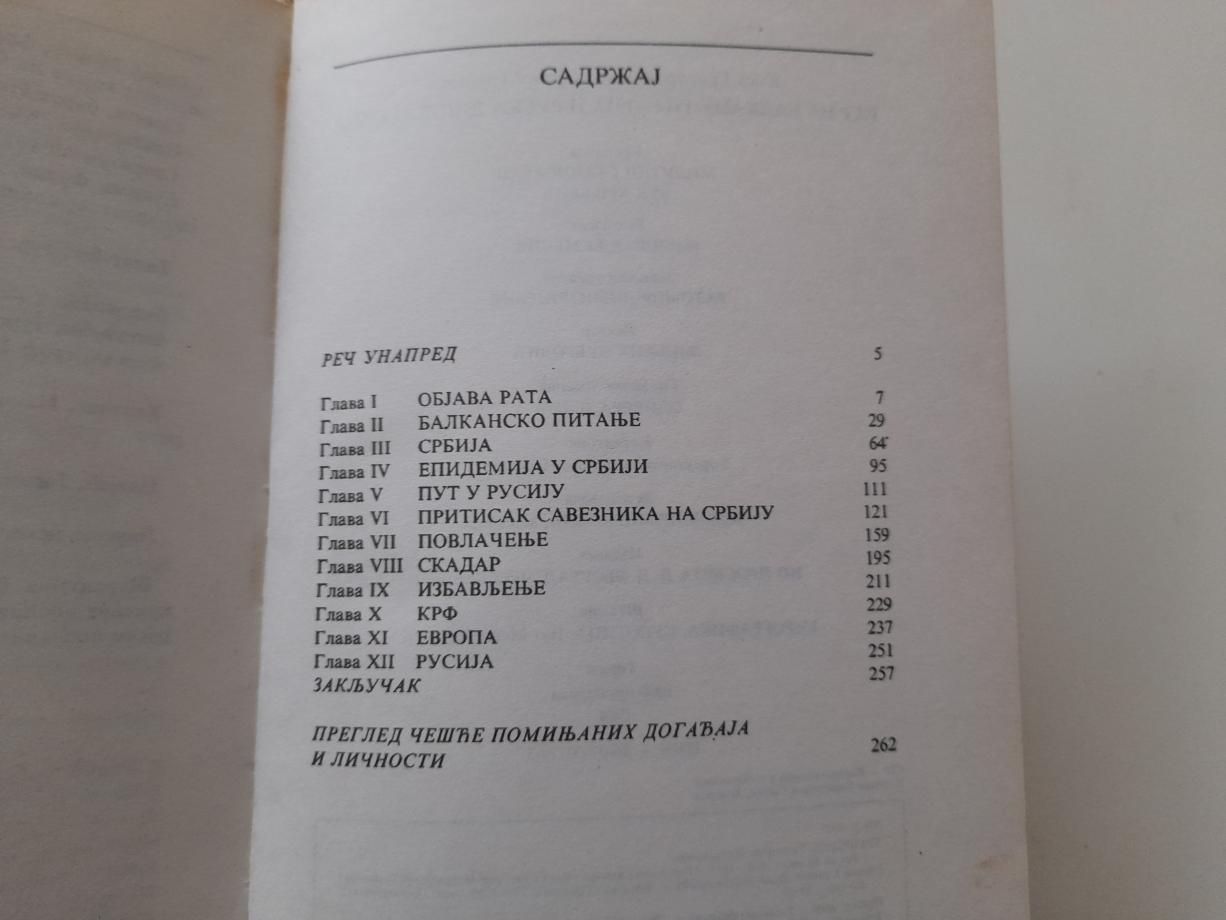 САДРЖАЈ
РЕЧ УНАПРЕД 5
Глава I ОБЈАВА РАТА 7
Глава II БАЛКАНСКО ПИТАЊЕ 29
Глава III СРБИЈА 64
Глава IV ЕПИДЕМИЈА У СРБИЈИ 95
Глава V ПУТ У РУСИЈУ 111
Глава VI ПРИТИСАК САВЕЗНИКА НА СРБИЈУ 121
Глава VII ПОВЛАЧЕЊЕ 159
Глава VIII СКАДАР 195
Глава IX ИЗБАВЉЕЊЕ 211
Глава X КРФ 229
Глава XI ЕВРОПА 237
Глава XII РУСИЈА 251
ЗАКЉУЧАК 257
ПРЕГЛЕД ЧЕШЋЕ ПОМИЊАНИХ ДОГАЂАЈА
И ЛИЧНОСТИ 262